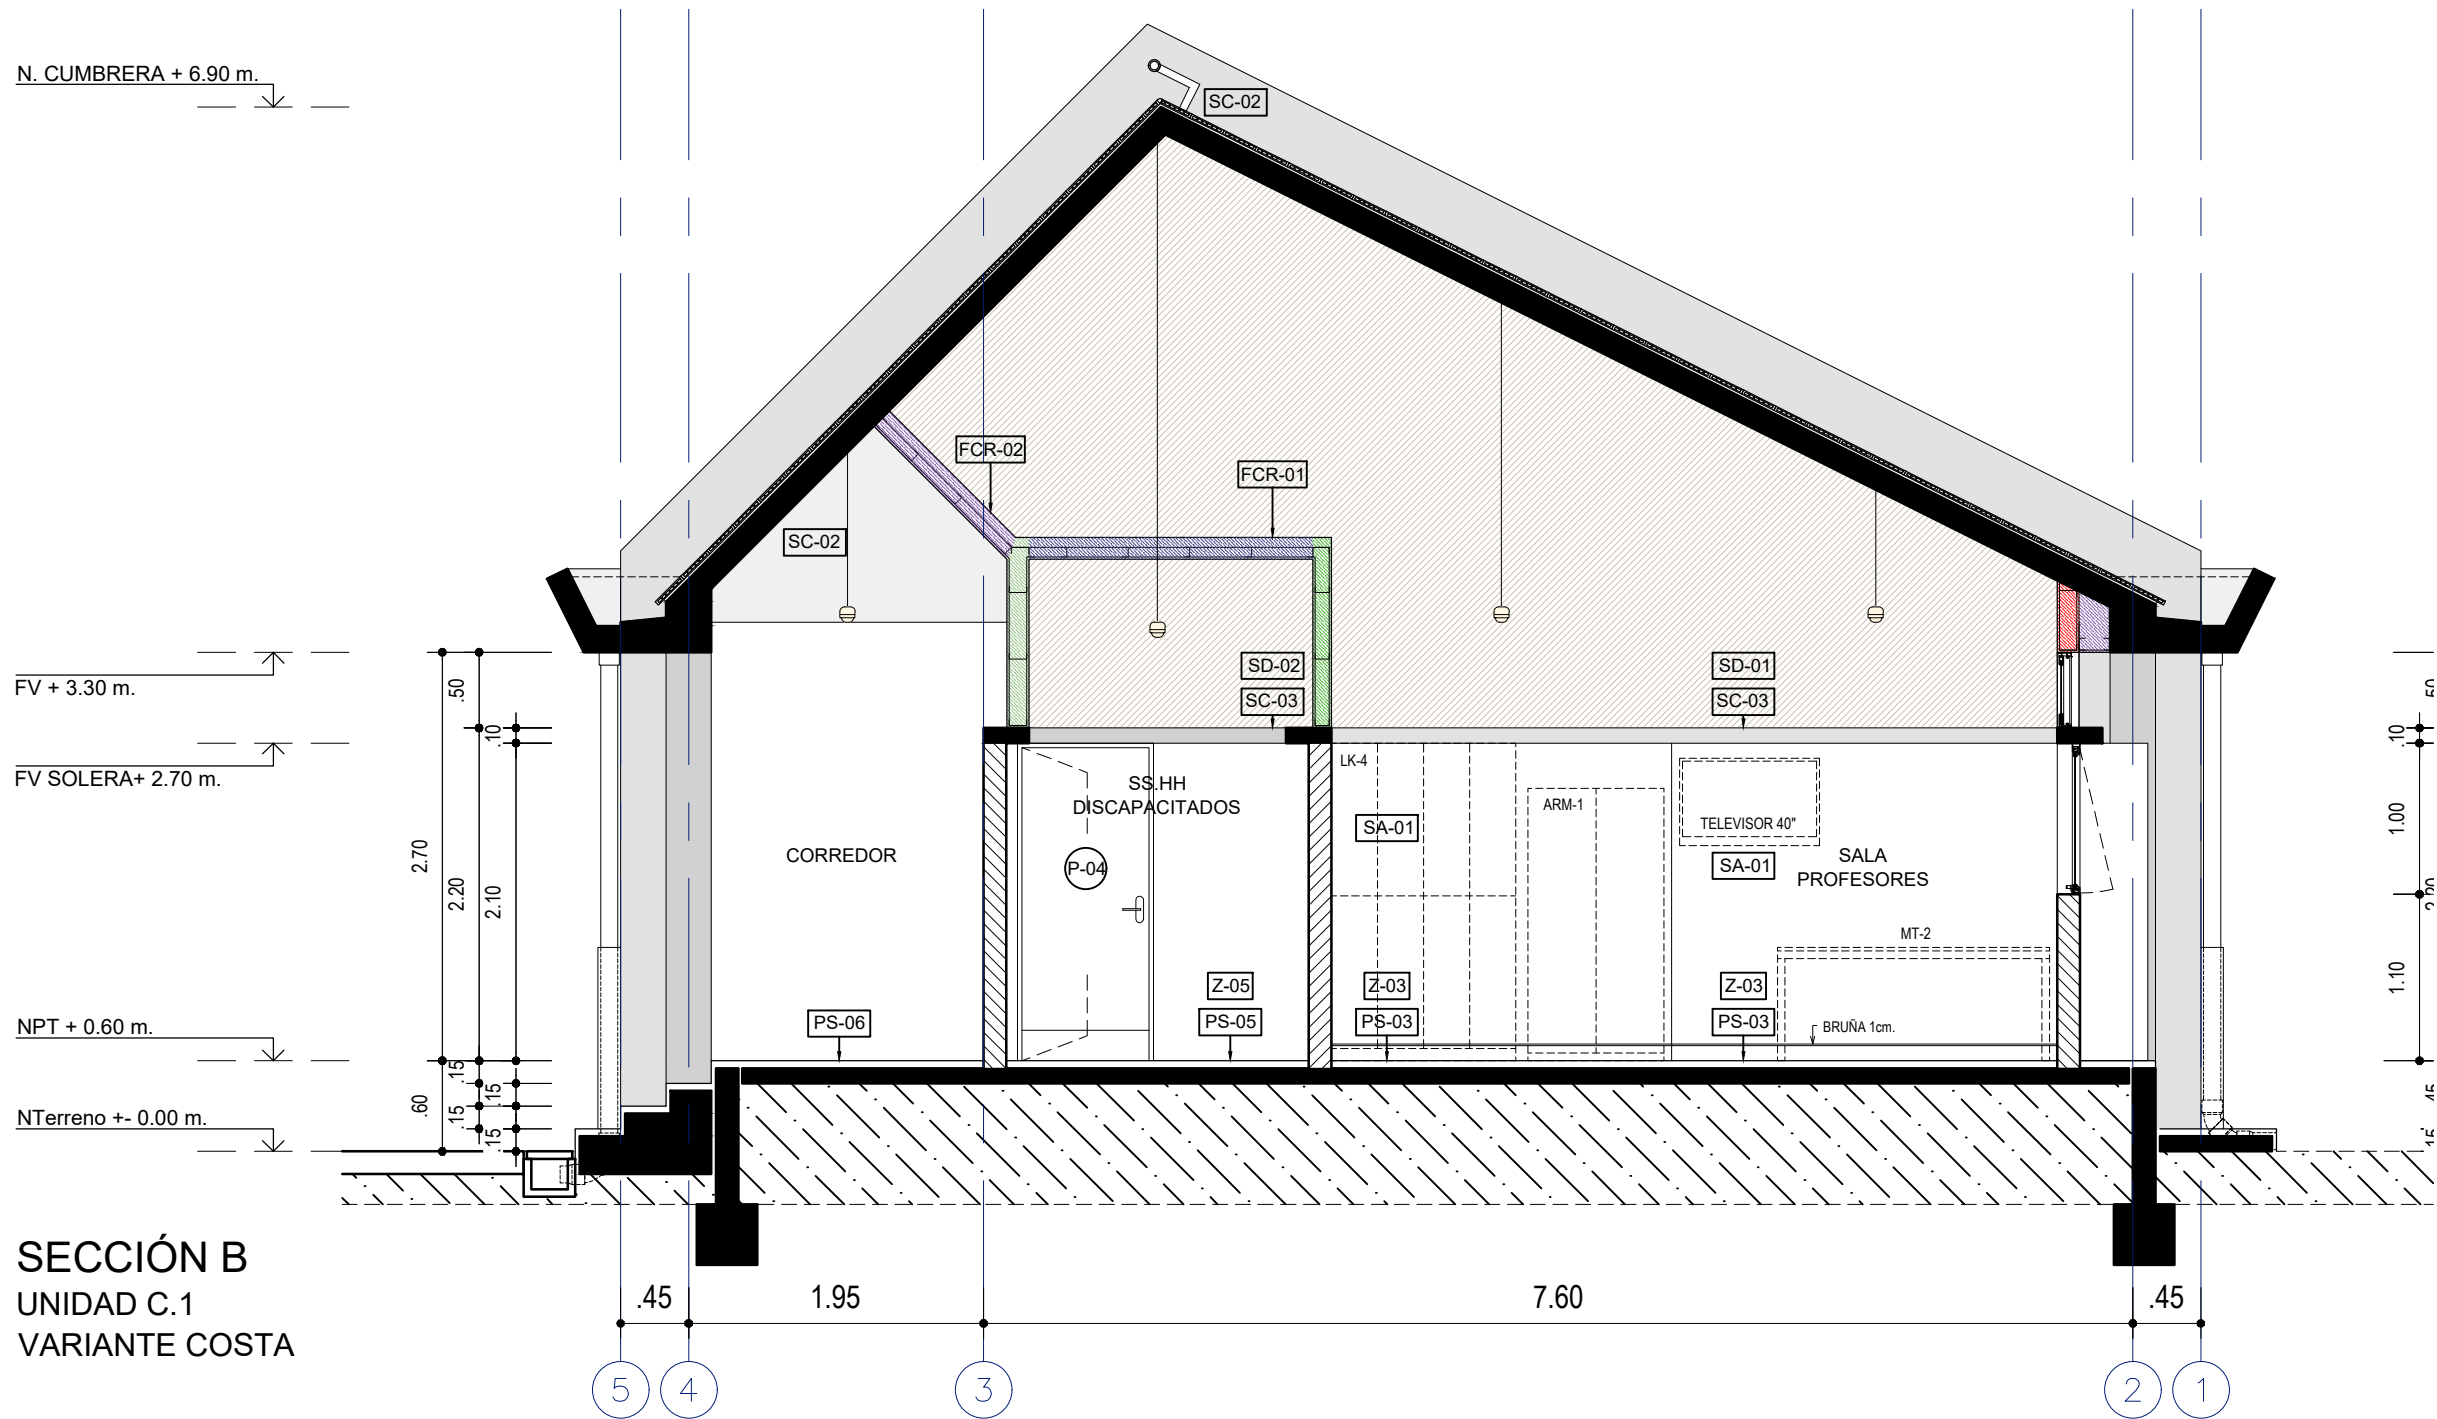 N. CUMBRERA + 6.90 m.
SC-02
FCR-02
FCR-01
SC-02
FV + 3.30 m.
SD-02
SC-03
SD-01
SC-03
FV SOLERA+ 2.70 m.
.50
.10
2.70
2.20
2.10
CORREDOR
SS.HH
DISCAPACITADOS
P-04
LK-4
SA-01
ARM-1
TELEVISOR 40"
SA-01
SALA
PROFESORES
MT-2
.50
.10
1.00
2.20
1.10
NPT + 0.60 m.
PS-06
Z-05
PS-05
Z-03
PS-03
Z-03
PS-03
BRUÑA 1cm.
.60
.15
.15
.15
.15
.45
.15
NTerreno +- 0.00 m.
SECCIÓN B
UNIDAD C.1
VARIANTE COSTA
.45
1.95
7.60
.45
5
4
3
2
1